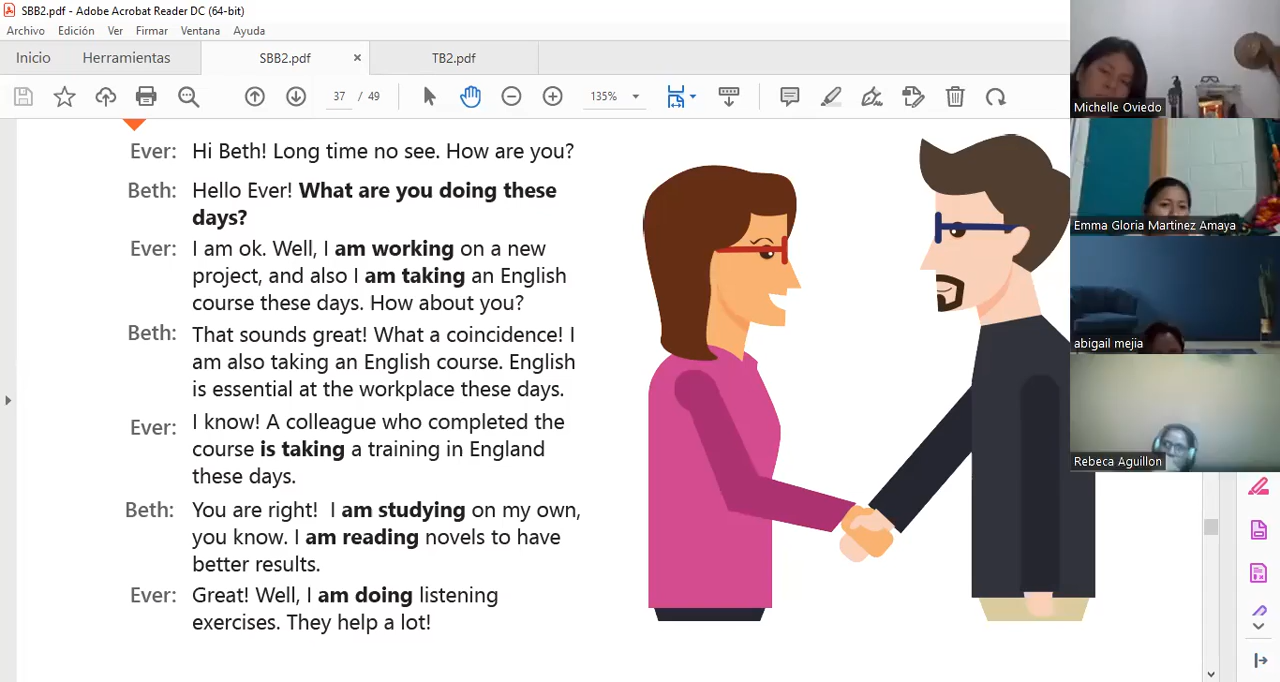 SBB2.pdf - Adobe Acrobat Reader DC (64-bit)
Archivo Edición Ver Firmar Ventana Ayuda
Inicio Herramientas SBB2.pdf × TB2.pdf
37 / 49 135%
Ever: Hi Beth! Long time no see. How are you?
Beth: Hello Ever! What are you doing these
days?
Ever: I am ok. Well, I am working on a new
project, and also I am taking an English
course these days. How about you?
Beth: That sounds great! What a coincidence! I
am also taking an English course. English
is essential at the workplace these days.
Ever: I know! A colleague who completed the
course is taking a training in England
these days.
Beth: You are right! I am studying on my own,
you know. I am reading novels to have
better results.
Ever: Great! Well, I am doing listening
exercises. They help a lot!
Michelle Oviedo
Emma Gloria Martinez Amaya
abigail mejia
Rebeca Aguillon